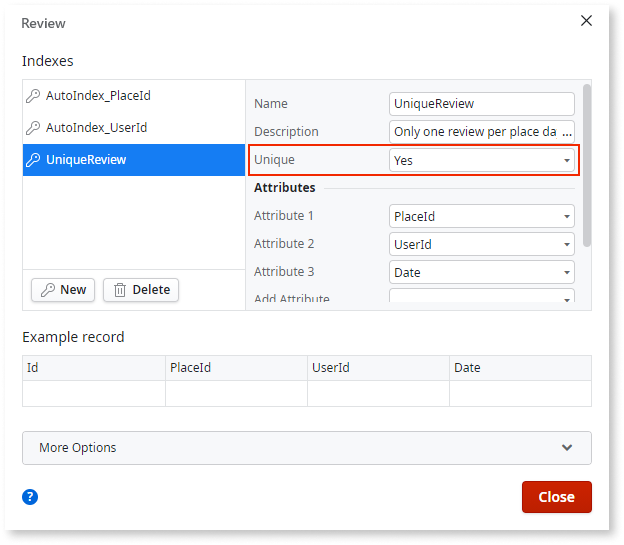 Review
Indexes
AutoIndex_PlaceId
AutoIndex_UserId
UniqueReview
New
Delete
Name UniqueReview
Description Only one review per place da ...
Unique Yes
Attributes
Attribute 1 PlaceId
Attribute 2 UserId
Attribute 3 Date
Add Attribute
Example record
Id PlaceId UserId Date
More Options
? Close